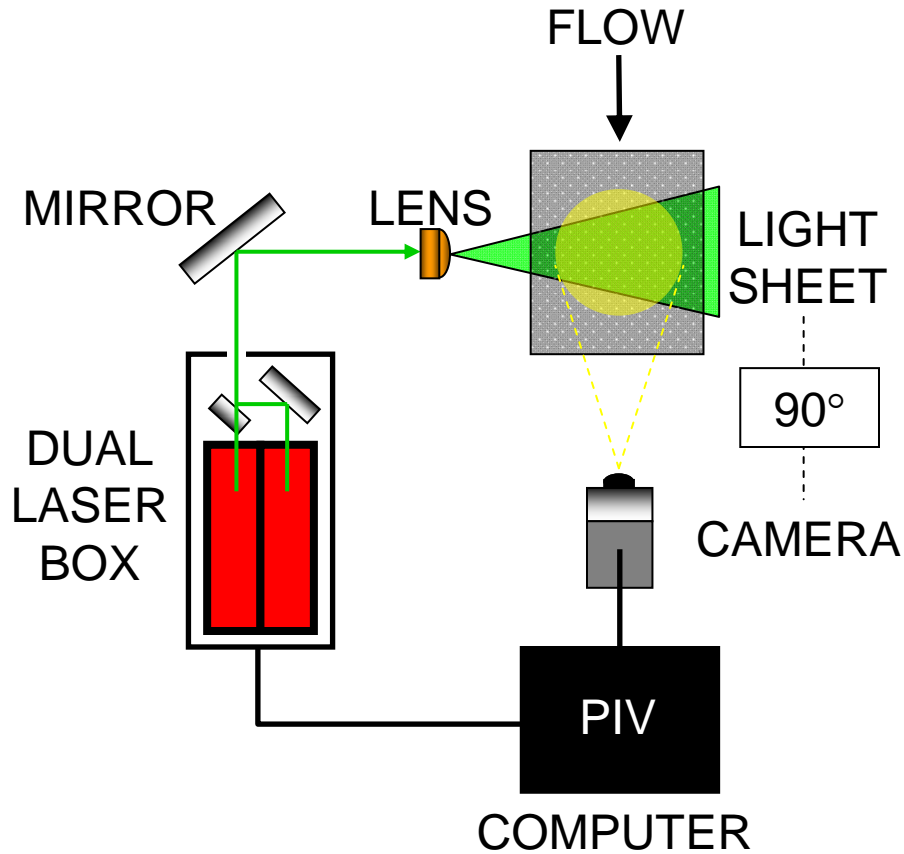 FLOW
MIRROR
LENS
LIGHT
SHEET
90°
DUAL
LASER
BOX
CAMERA
PIV
COMPUTER